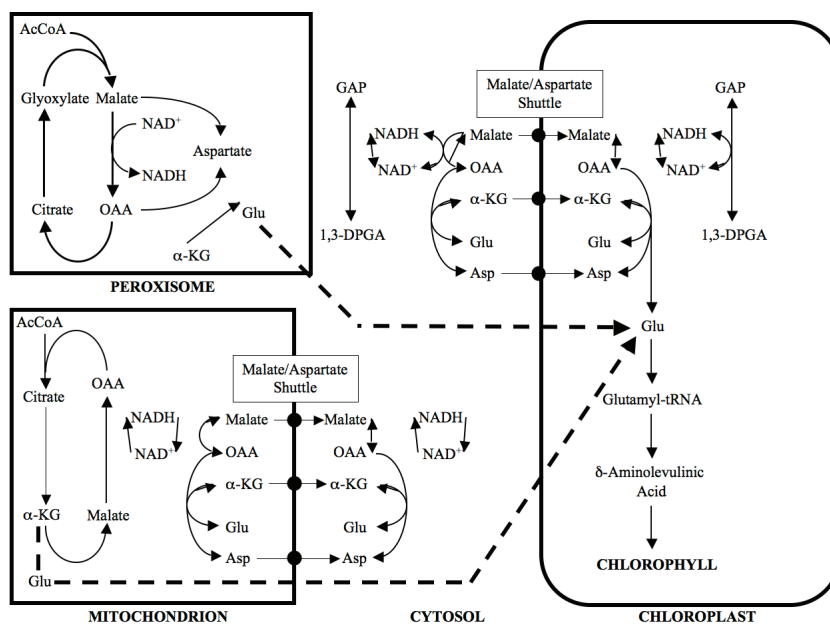 AcCoA
Glyoxylate
Malate
NAD⁺
NADH
Aspartate
Citrate
OAA
Glu
α-KG
PEROXISOME
GAP
NADH
NAD⁺
1,3-DPGA
Malate/Aspartate
Shuttle
Malate
OAA
α-KG
Glu
Asp
Malate
OAA
α-KG
Glu
Asp
NADH
NAD⁺
GAP
1,3-DPGA
Glu
Glutamyl-tRNA
δ-Aminolevulinic
Acid
CHLOROPHYLL
AcCoA
Citrate
OAA
α-KG
Malate
Glu
NADH
NAD⁺
Malate/Aspartate
Shuttle
Malate
OAA
α-KG
Glu
Asp
Malate
OAA
α-KG
Glu
Asp
NADH
NAD⁺
MITOCHONDRION
CYTOSOL
CHLOROPLAST